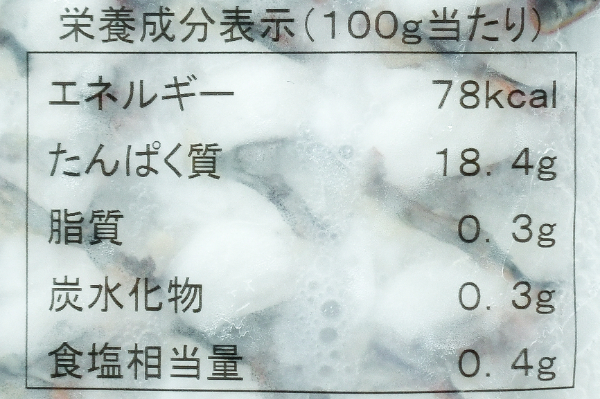 栄養成分表示(100g当たり)
エネルギー 78kcal
たんぱく質 18.4g
脂質 0.3g
炭水化物 0.3g
食塩相当量 0.4g